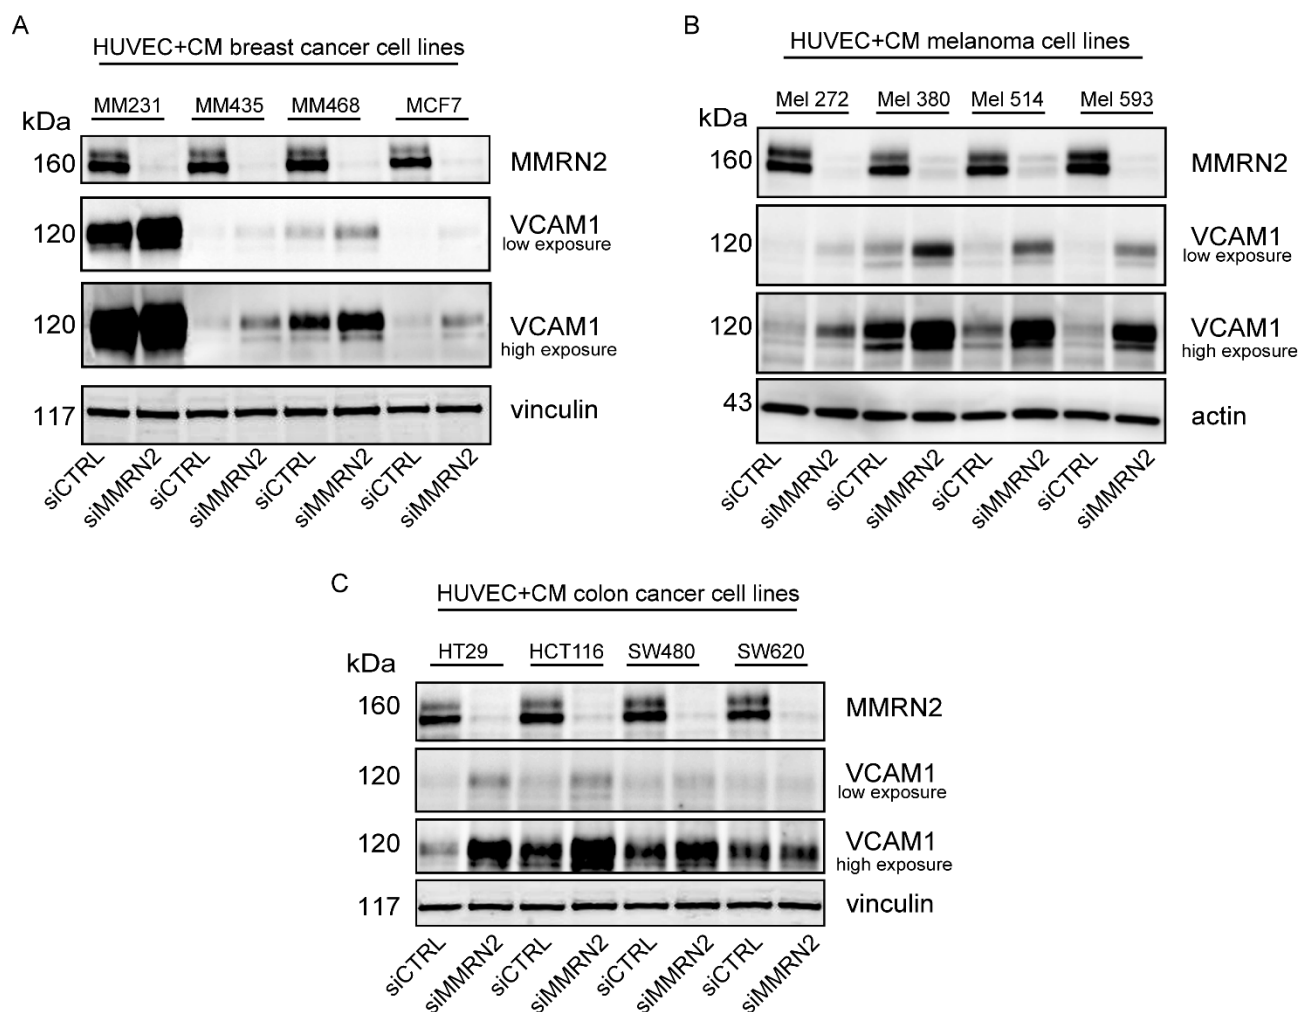 A
HUVEC+CM breast cancer cell lines
MM231 MM435 MM468 MCF7
kDa
160 MMRN2
120 VCAM1
low exposure
120 VCAM1
high exposure
117 vinculin
siCTRL siMMRN2 siCTRL siMMRN2 siCTRL siMMRN2 siCTRL siMMRN2
B
HUVEC+CM melanoma cell lines
Mel 272 Mel 380 Mel 514 Mel 593
kDa
160 MMRN2
120 VCAM1
low exposure
120 VCAM1
high exposure
43 actin
siCTRL siMMRN2 siCTRL siMMRN2 siCTRL siMMRN2 siCTRL siMMRN2
C
HUVEC+CM colon cancer cell lines
HT29 HCT116 SW480 SW620
kDa
160 MMRN2
120 VCAM1
low exposure
120 VCAM1
high exposure
117 vinculin
siCTRL siMMRN2 siCTRL siMMRN2 siCTRL siMMRN2 siCTRL siMMRN2